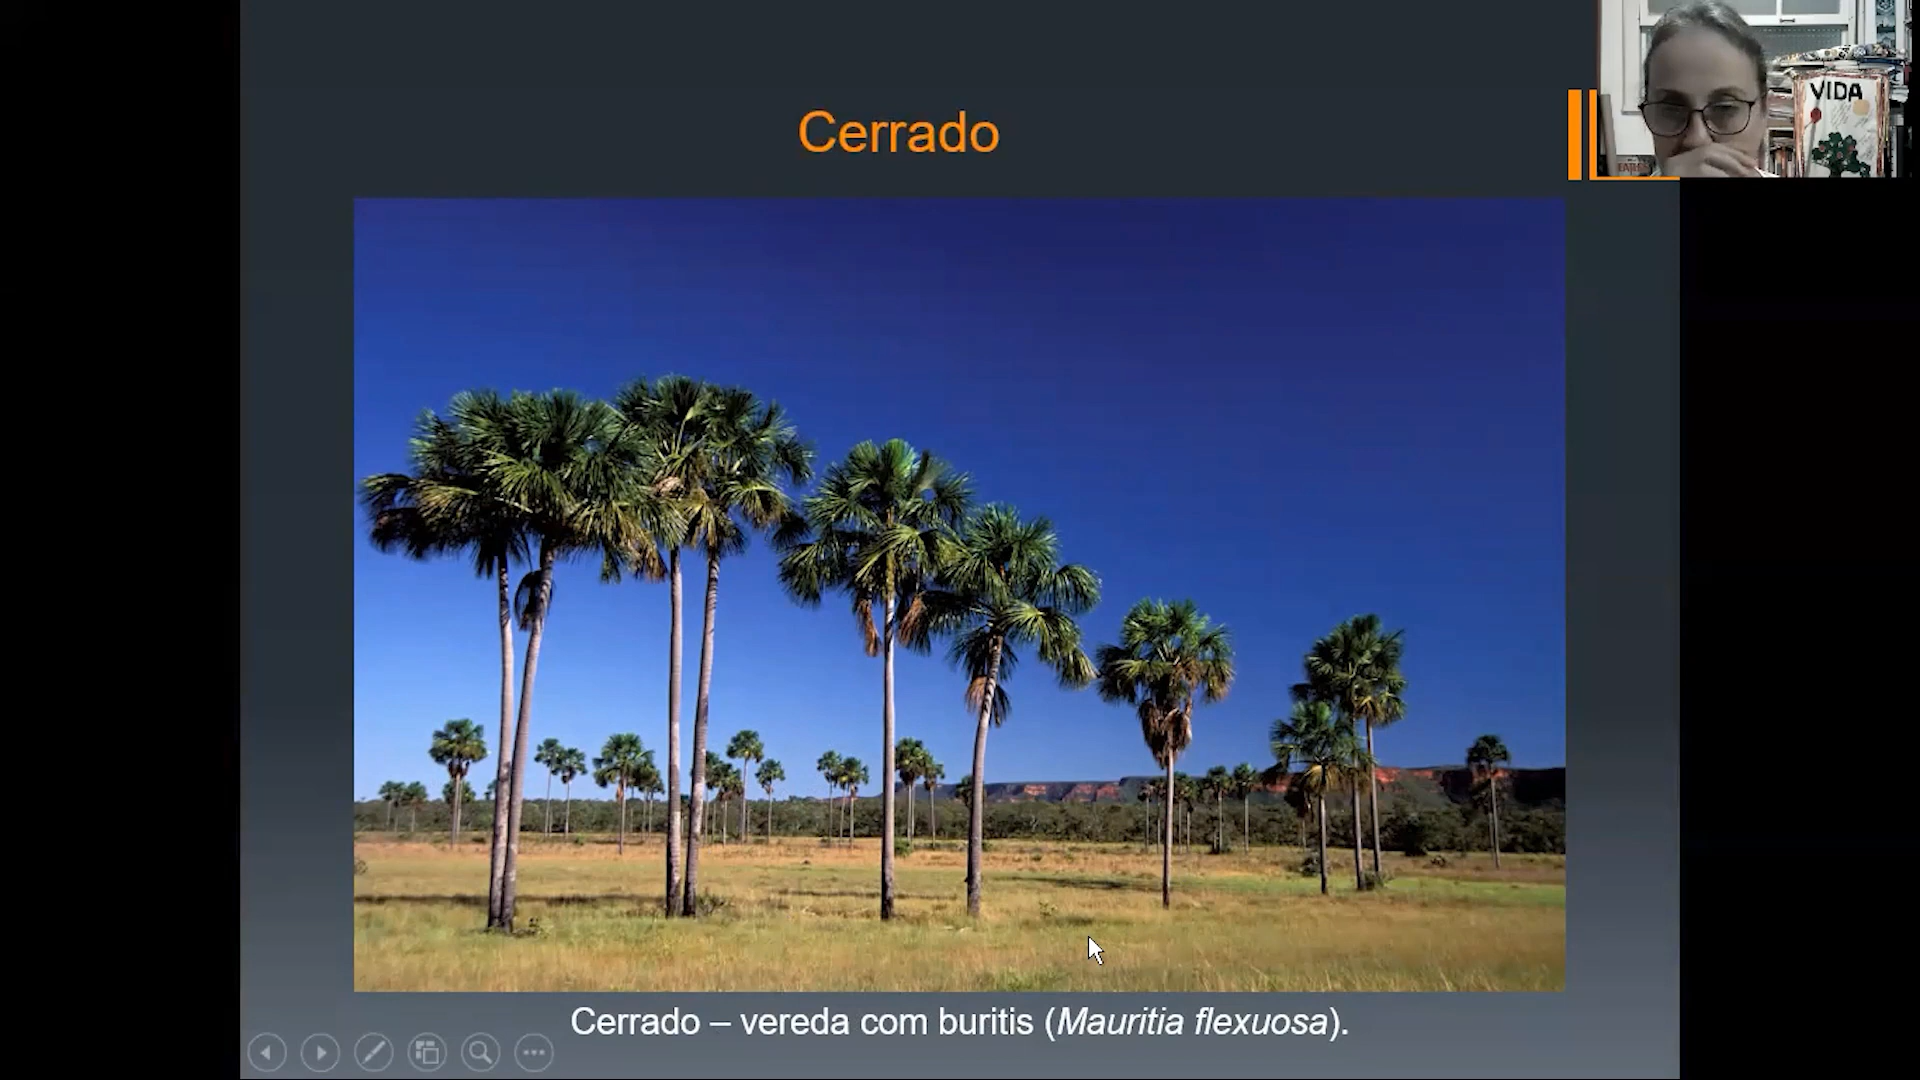 Cerrado
VIDA
Cerrado – vereda com buritis (Mauritia flexuosa).